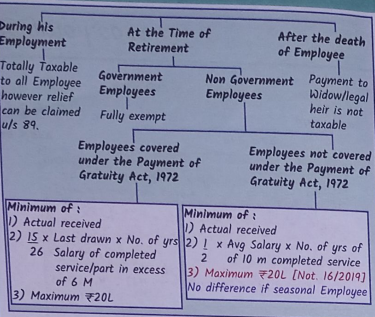 During his
Employment
Totally Taxable
to all Employee
however relief
can be claimed
u/s 89.
At the Time of
Retirement
Government
Employees
Fully exempt
Non Government
Employees
After the death
of Employee
Payment to
Widow/legal
heir is not
taxable
Employees covered
under the Payment of
Gratuity Act, 1972
Minimum of :
1) Actual received
2) 15 x Last drawn x No. of yrs
26 Salary of completed
service/part in excess
of 6 M
3) Maximum ₹20L
Employees not covered
under the Payment of
Gratuity Act, 1972
Minimum of :
1) Actual received
2) 1 x Avg Salary x No. of yrs of
2 of 10 m completed service
3) Maximum ₹20L [Not. 16/2019]
No difference if seasonal Employee